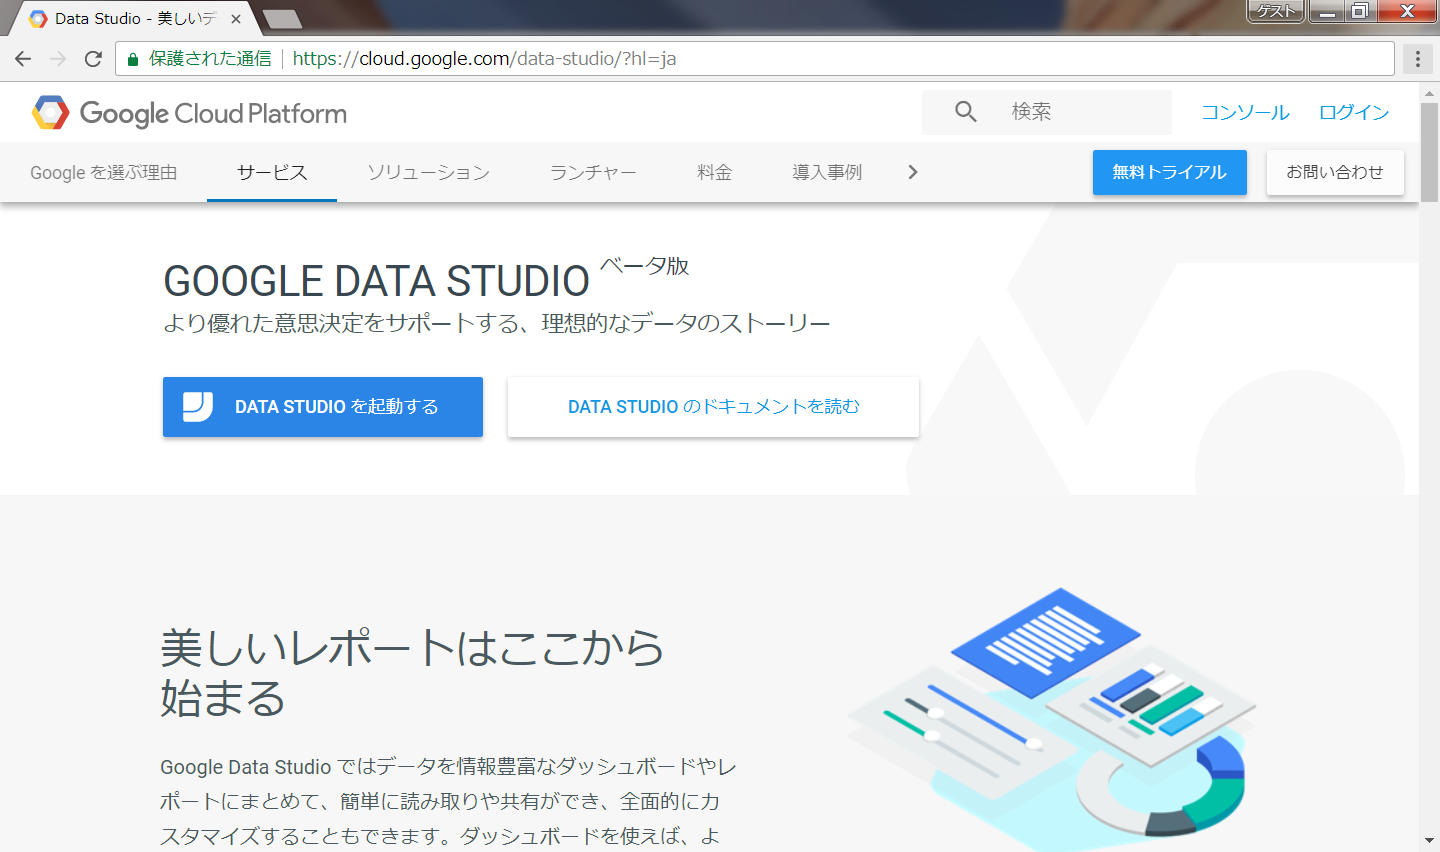 Data Studio - 美しいデ
ゲスト
保護された通信 https://cloud.google.com/data-studio/?hl=ja
Google Cloud Platform
検索
コンソール
ログイン
Google を選ぶ理由
サービス
ソリューション
ランチャー
料金
導入事例
無料トライアル
お問い合わせ
GOOGLE DATA STUDIO ベータ版
より優れた意思決定をサポートする、理想的なデータのストーリー
DATA STUDIO を起動する
DATA STUDIO のドキュメントを読む
美しいレポートはここから
始まる
Google Data Studio ではデータを情報豊富なダッシュボードやレ
ポートにまとめて、簡単に読み取りや共有ができ、全面的にカ
スタマイズすることもできます。ダッシュボードを使えば、よ